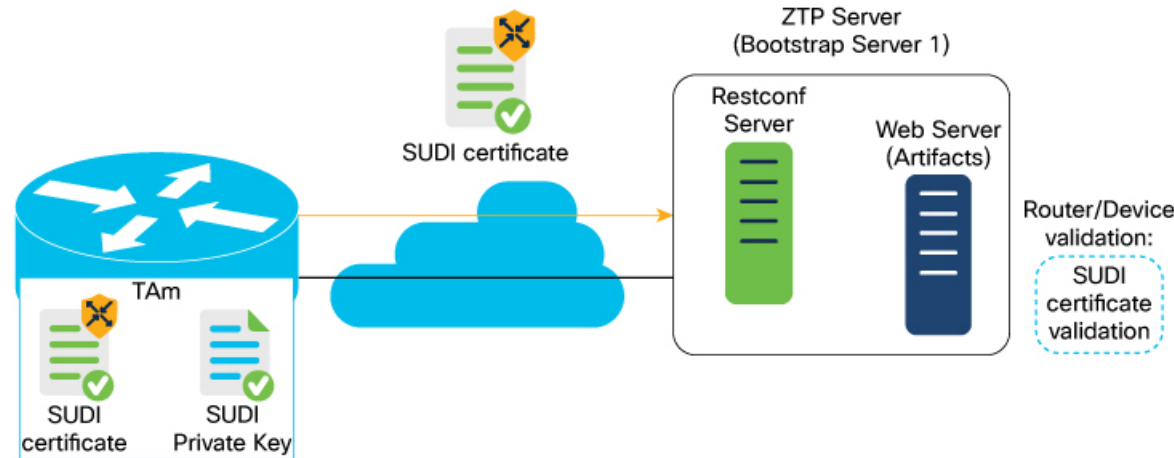 ZTP Server
(Bootstrap Server 1)
Restconf
Server
Web Server
(Artifacts)
SUDI certificate
Router/Device
validation:
SUDI
certificate
validation
TAm
SUDI
certificate
SUDI
Private Key